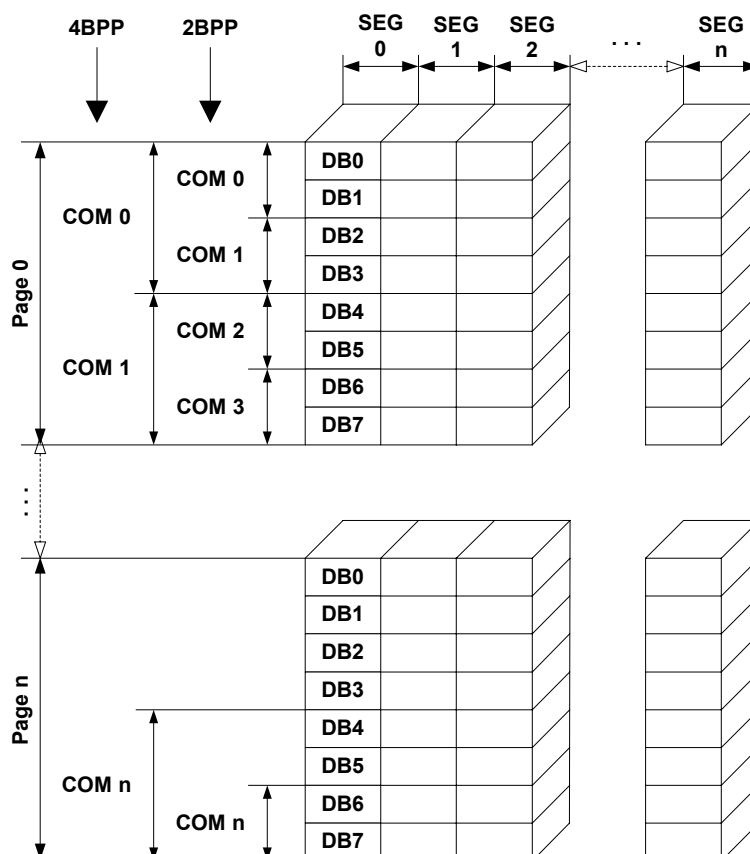 4BPP 2BPP SEG 0 SEG 1 SEG 2 . . . SEG n
Page 0
COM 0
COM 1
COM 0
COM 1
COM 2
COM 3
DB0
DB1
DB2
DB3
DB4
DB5
DB6
DB7
. . .
Page n
COM n
COM n
DB0
DB1
DB2
DB3
DB4
DB5
DB6
DB7